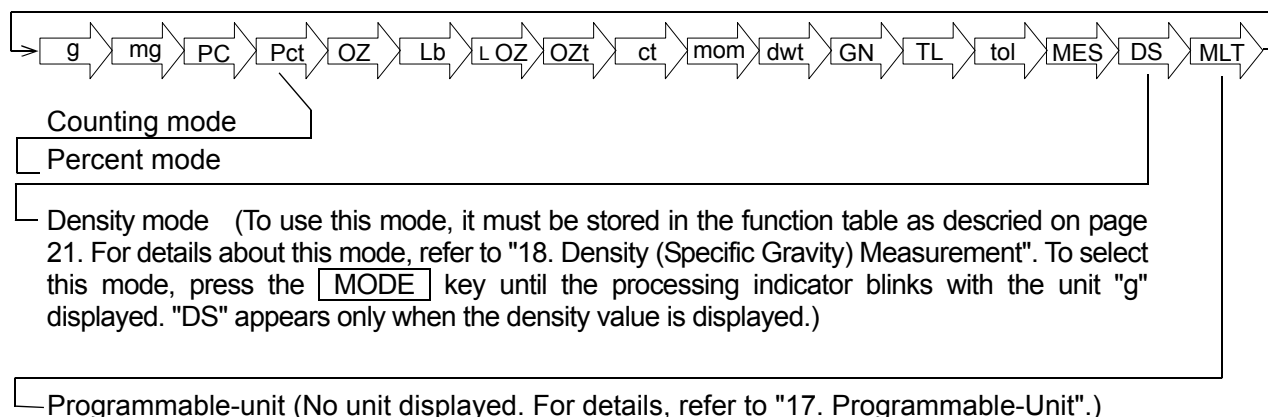 g mg PC Pct OZ Lb L OZ OZt ct mom dwt GN TL tol MES DS MLT
Counting mode
Percent mode
Density mode (To use this mode, it must be stored in the function table as descried on page
21. For details about this mode, refer to "18. Density (Specific Gravity) Measurement". To select
this mode, press the MODE key until the processing indicator blinks with the unit "g"
displayed. "DS" appears only when the density value is displayed.)
Programmable-unit (No unit displayed. For details, refer to "17. Programmable-Unit".)